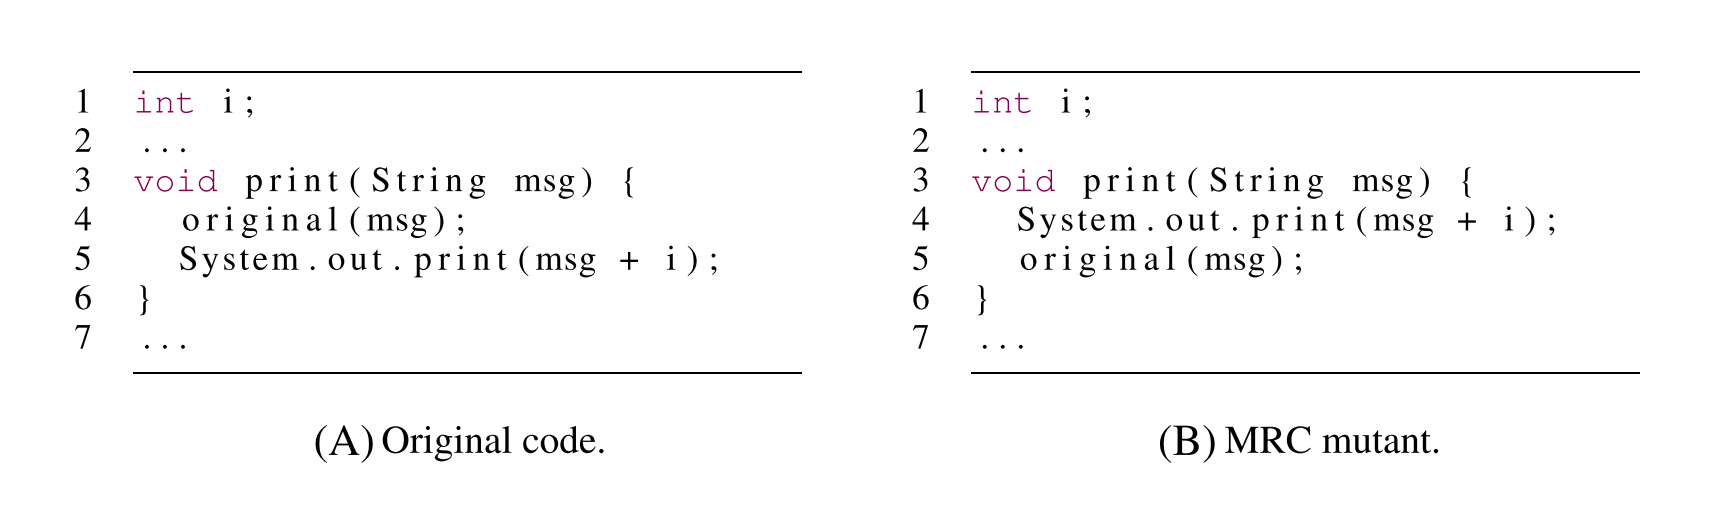 1 int i;
2 ...
3 void print(String msg) {
4 original(msg);
5 System.out.print(msg + i);
6 }
7 ...
(A) Original code.
1 int i;
2 ...
3 void print(String msg) {
4 System.out.print(msg + i);
5 original(msg);
6 }
7 ...
(B) MRC mutant.